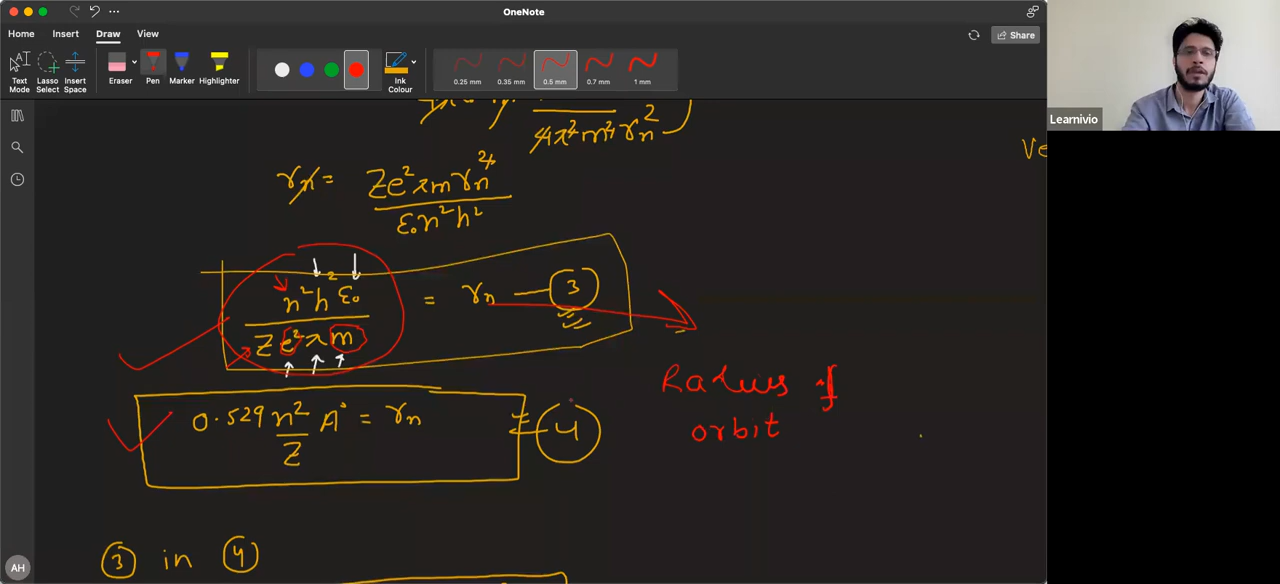 OneNote
Home Insert Draw View
Share
Text Mode
Lasso Select
Insert Space
Eraser
Pen
Marker
Highlighter
Ink Colour
0.25 mm
0.35 mm
0.5 mm
0.7 mm
1 mm
Learnivio
4π²m²rn²
Ve
rn = Ze²πmrn² / ε₀n²h²
n²h²ε₀ / Ze²πm = rn — 3
Radius of
orbit
0.529 n²/Z A° = rn
4
3 in 4
AH